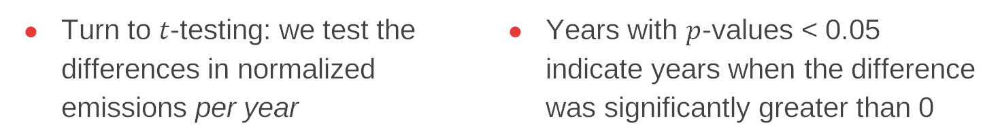 • Turn to t-testing: we test the
differences in normalized
emissions per year
• Years with p-values < 0.05
indicate years when the difference
was significantly greater than 0